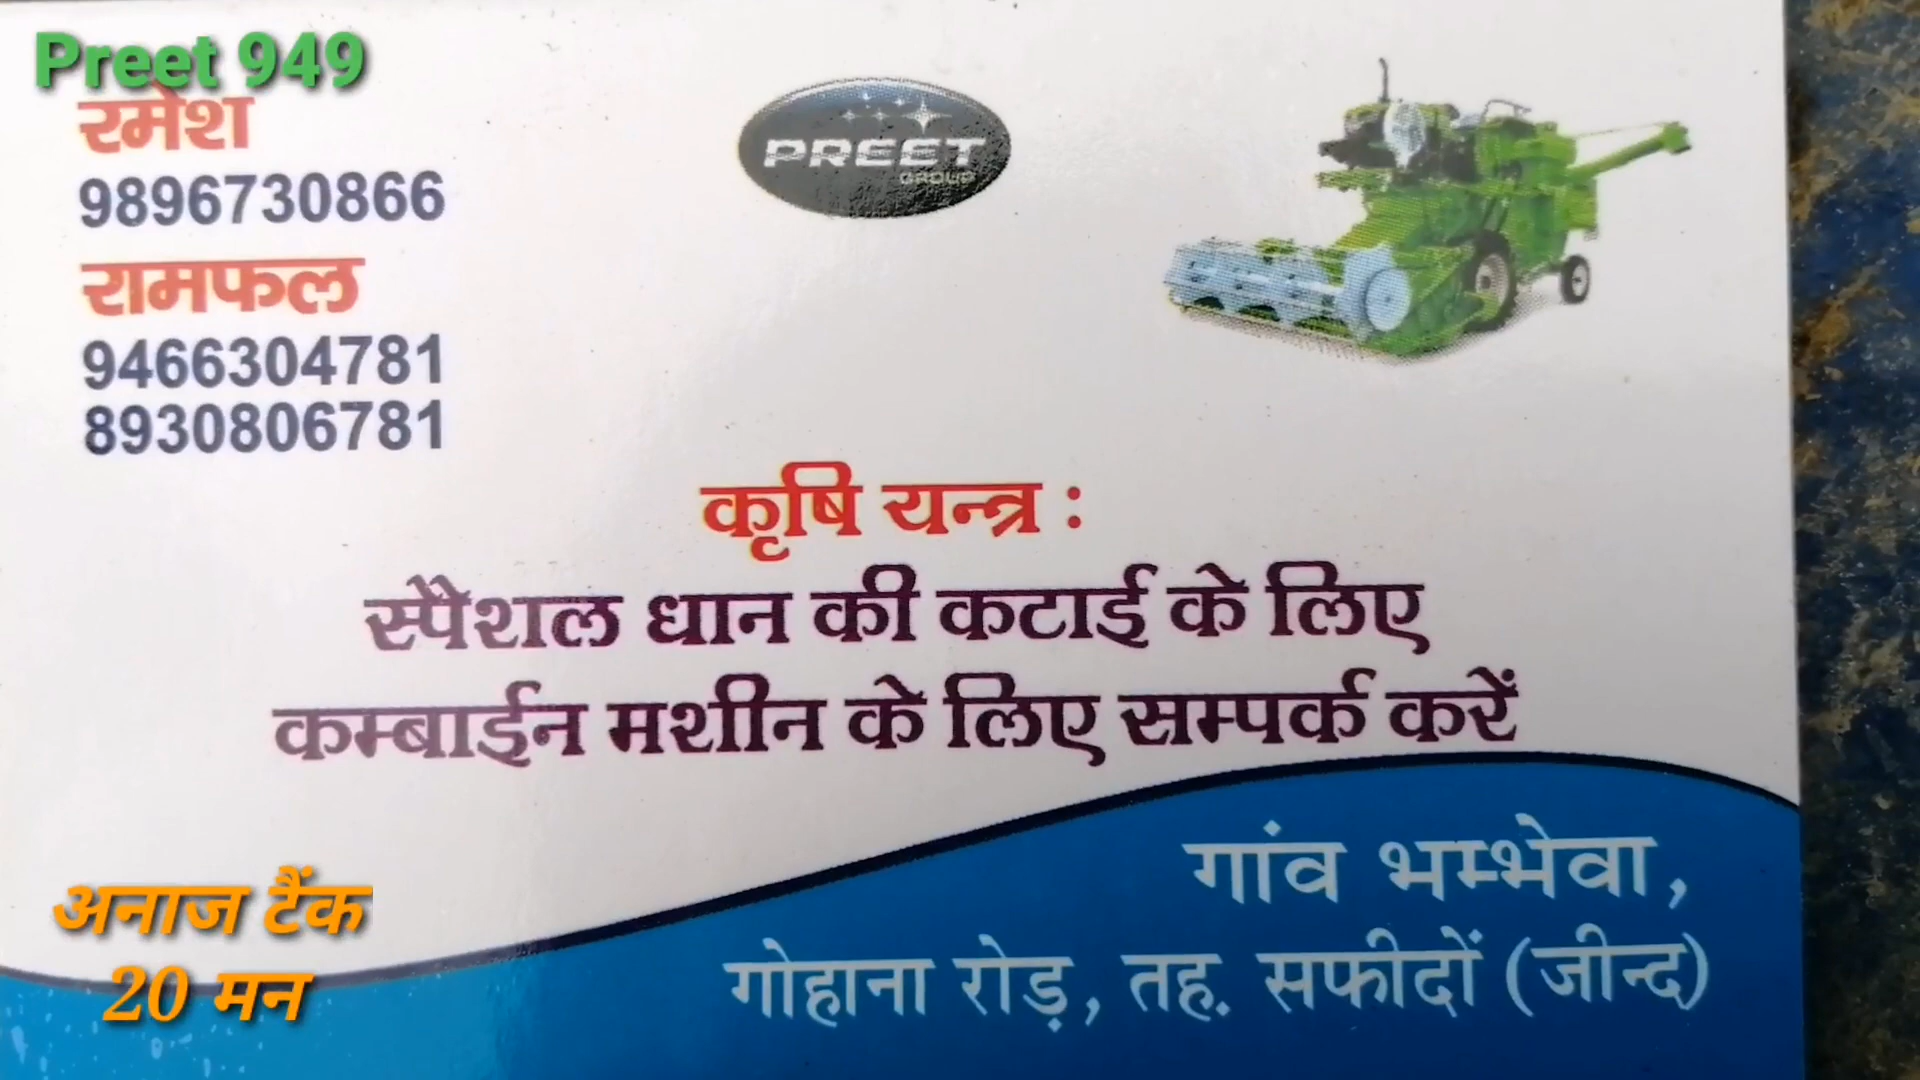 Preet 949
रमेश
9896730866
रामफल
9466304781
8930806781
PREET
GROUP
कृषि यन्त्र :
स्पैेशल धान की कटाई के लिए
कम्बाईन मशीन के लिए सम्पर्क करें
गांव भम्भेवा,
गोहाना रोड़, तह. सफीदों (जीन्द)
अनाज टैंक
20 मन